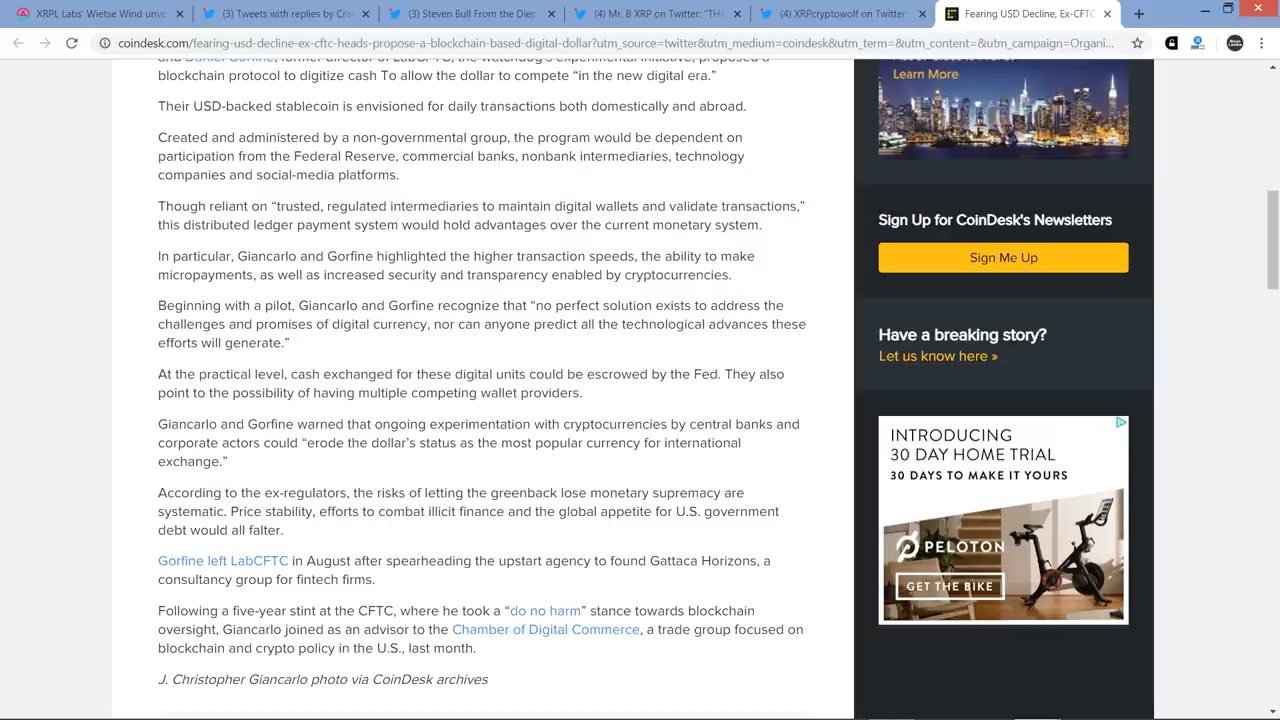 XRPL Labs' Wietse Wind unve
(3) Tweets with replies by Cre
(3) Steven Bull From the Dep
(4) Mr. B XRP on Twitter: "TH
(4) XRPcryptowolf on Twitter
Fearing USD Decline, Ex-CFTC
coindesk.com/fearing-usd-decline-ex-cftc-heads-propose-a-blockchain-based-digital-dollar?utm_source=twitter&utm_medium=coindesk&utm_term=&utm_content=&utm_campaign=Organi...
and Daniel Gorfine, former director of LabCFTC, the watchdog's experimental initiative, proposed a
blockchain protocol to digitize cash To allow the dollar to compete “in the new digital era.”
Their USD-backed stablecoin is envisioned for daily transactions both domestically and abroad.
Created and administered by a non-governmental group, the program would be dependent on
participation from the Federal Reserve, commercial banks, nonbank intermediaries, technology
companies and social-media platforms.
Though reliant on “trusted, regulated intermediaries to maintain digital wallets and validate transactions,”
this distributed ledger payment system would hold advantages over the current monetary system.
In particular, Giancarlo and Gorfine highlighted the higher transaction speeds, the ability to make
micropayments, as well as increased security and transparency enabled by cryptocurrencies.
Beginning with a pilot, Giancarlo and Gorfine recognize that “no perfect solution exists to address the
challenges and promises of digital currency, nor can anyone predict all the technological advances these
efforts will generate.”
At the practical level, cash exchanged for these digital units could be escrowed by the Fed. They also
point to the possibility of having multiple competing wallet providers.
Giancarlo and Gorfine warned that ongoing experimentation with cryptocurrencies by central banks and
corporate actors could “erode the dollar’s status as the most popular currency for international
exchange.”
According to the ex-regulators, the risks of letting the greenback lose monetary supremacy are
systematic. Price stability, efforts to combat illicit finance and the global appetite for U.S. government
debt would all falter.
Gorfine left LabCFTC in August after spearheading the upstart agency to found Gattaca Horizons, a
consultancy group for fintech firms.
Following a five-year stint at the CFTC, where he took a “do no harm” stance towards blockchain
oversight, Giancarlo joined as an advisor to the Chamber of Digital Commerce, a trade group focused on
blockchain and crypto policy in the U.S., last month.
J. Christopher Giancarlo photo via CoinDesk archives
Learn More
Sign Up for CoinDesk's Newsletters
Sign Me Up
Have a breaking story?
Let us know here »
INTRODUCING
30 DAY HOME TRIAL
30 DAYS TO MAKE IT YOURS
PELOTON
GET THE BIKE